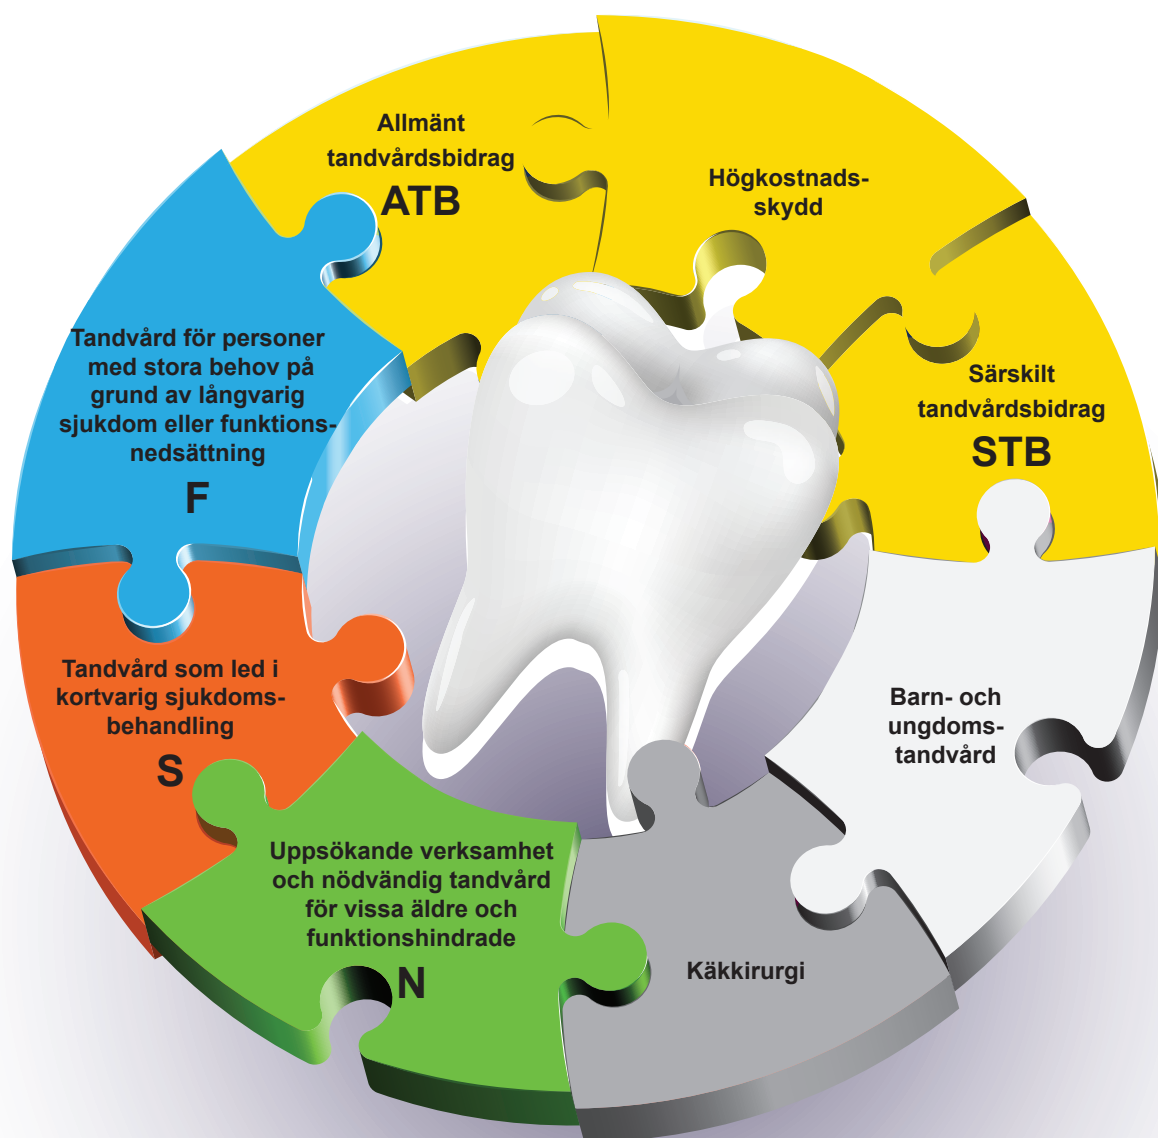 Allmänt
tandvårdsbidrag
ATB
Högkostnads-
skydd
Särskilt
tandvårdsbidrag
STB
Tandvård för personer
med stora behov på
grund av långvarig
sjukdom eller funktions-
nedsättning
F
Tandvård som led i
kortvarig sjukdoms-
behandling
S
Barn- och
ungdoms-
tandvård
Uppsökande verksamhet
och nödvändig tandvård
för vissa äldre och
funktionshindrade
N
Käkkirurgi